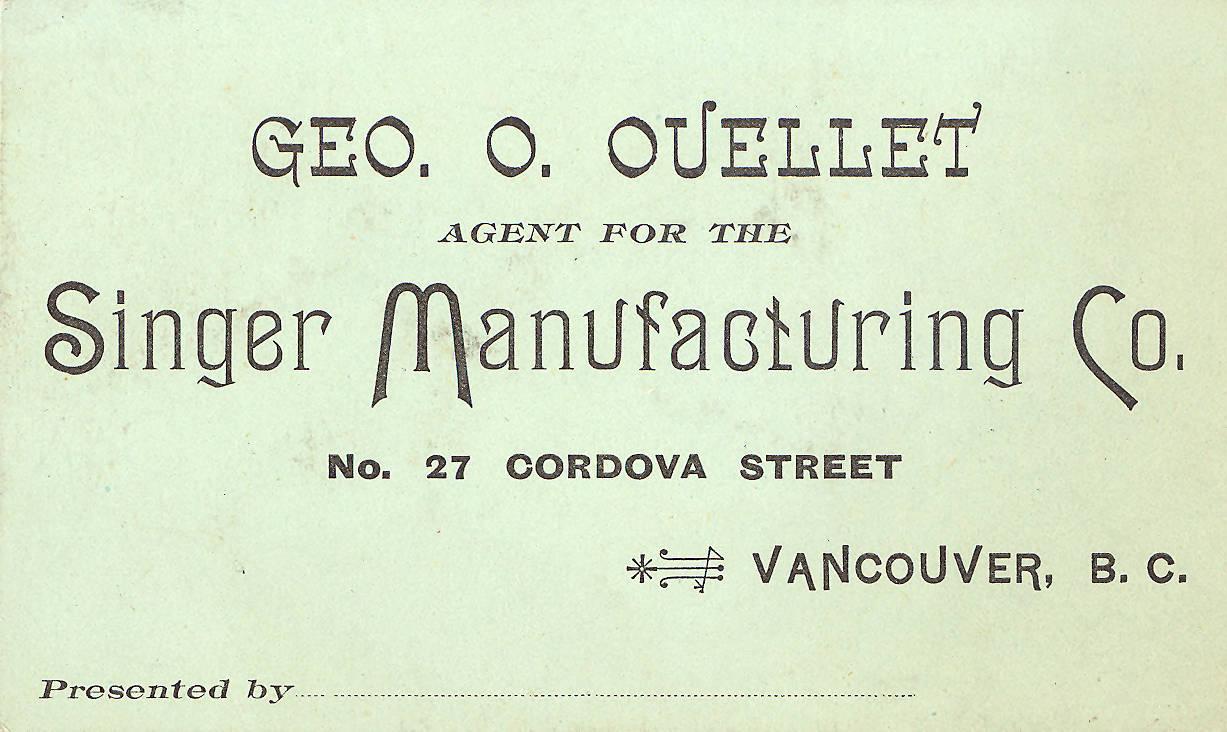 GEO. O. OUELLET
AGENT FOR THE
Singer Manufacturing Co.
No. 27 CORDOVA STREET
VANCOUVER, B. C.
Presented by